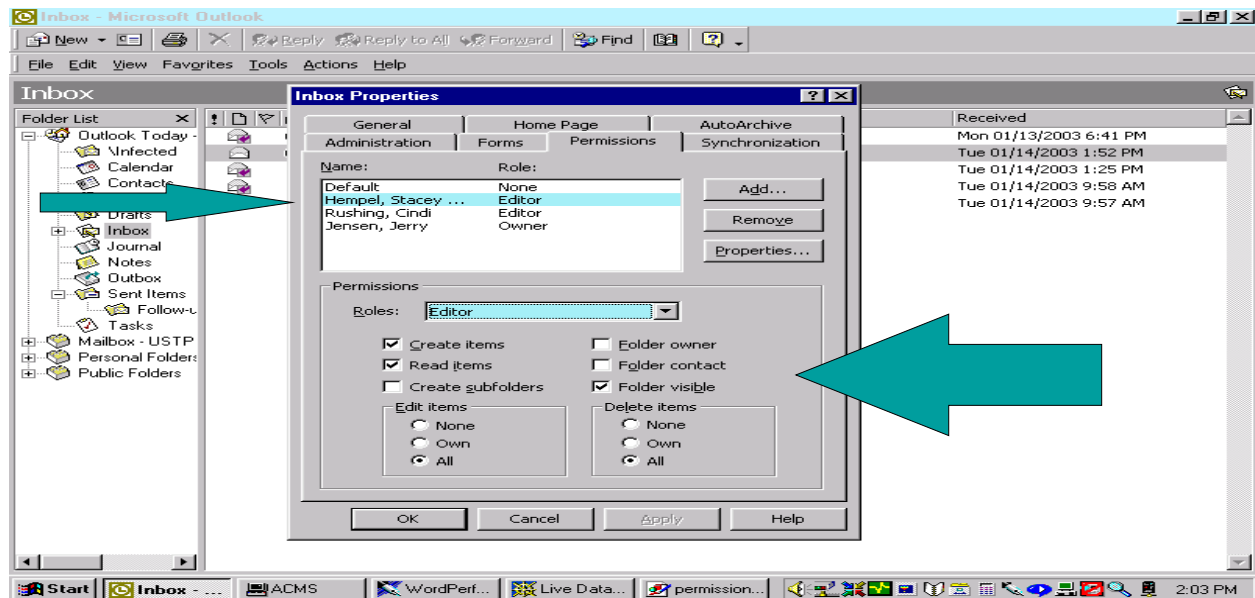 Inbox - Microsoft Outlook
New Reply Reply to All Forward Find
File Edit View Favorites Tools Actions Help
Inbox
Folder List
Outlook Today -
\Infected
Calendar
Contacts
Drafts
Inbox
Journal
Notes
Outbox
Sent Items
Follow-u
Tasks
Mailbox - USTP
Personal Folders
Public Folders
Received
Mon 01/13/2003 6:41 PM
Tue 01/14/2003 1:52 PM
Tue 01/14/2003 1:25 PM
Tue 01/14/2003 9:58 AM
Tue 01/14/2003 9:57 AM
Inbox Properties
General Home Page AutoArchive
Administration Forms Permissions Synchronization
Name: Role:
Default None
Hempel, Stacey ... Editor
Rushing, Cindi Editor
Jensen, Jerry Owner
Add...
Remove
Properties...
Permissions
Roles: Editor
Create items Folder owner
Read items Folder contact
Create subfolders Folder visible
Edit items Delete items
None None
Own Own
All All
OK Cancel Apply Help
Start Inbox - ... ACMS WordPerf... Live Data... permission... 2:03 PM